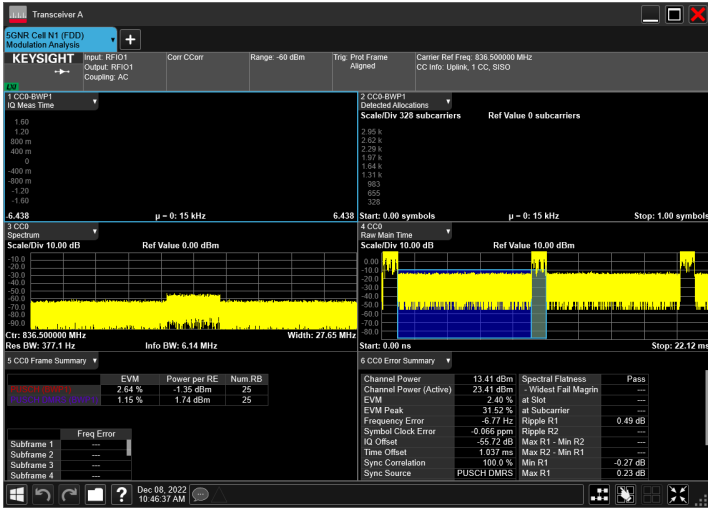 Transceiver A
5GNR Cell N1 (FDD)
Modulation Analysis
KEYSIGHT
Input: RFIO1
Output: RFIO1
Coupling: AC
Corr CCorr
Range: -60 dBm
Trig: Prot Frame
Aligned
Carrier Ref Freq: 836.500000 MHz
CC Info: Uplink, 1 CC, SISO
1 CC0-BWP1
IQ Meas Time
1.60
1.20
800 m
400 m
0
-400 m
-800 m
-1.20
-1.60
-6.438
μ = 0: 15 kHz
6.438
2 CC0-BWP1
Detected Allocations
Scale/Div 328 subcarriers
Ref Value 0 subcarriers
2.95 k
2.62 k
2.29 k
1.97 k
1.64 k
1.31 k
983
655
328
Start: 0.00 symbols
μ = 0: 15 kHz
Stop: 1.00 symbols
3 CC0
Spectrum
Scale/Div 10.00 dB
Ref Value 0.00 dBm
-10.0
-20.0
-30.0
-40.0
-50.0
-60.0
-70.0
-80.0
-90.0
Ctr: 836.500000 MHz
Width: 27.65 MHz
Res BW: 377.1 Hz
Info BW: 6.14 MHz
4 CC0
Raw Main Time
Scale/Div 10.00 dB
Ref Value 10.00 dBm
0.00
-10.0
-20.0
-30.0
-40.0
-50.0
-60.0
-70.0
-80.0
Start: 0.00 ns
Stop: 22.12 ms
5 CC0 Frame Summary
EVM Power per RE Num.RB
2.64 % -1.35 dBm 25
1.15 % 1.74 dBm 25
Freq Error
Subframe 1 ---
Subframe 2 ---
Subframe 3 ---
Subframe 4 ---
6 CC0 Error Summary
Channel Power 13.41 dBm Spectral Flatness Pass
Channel Power (Active) 23.41 dBm - Widest Fail Magrin ---
EVM 2.40 % at Slot ---
EVM Peak 31.52 % at Subcarrier ---
Frequency Error -6.77 Hz Ripple R1 0.49 dB
Symbol Clock Error -0.066 ppm Ripple R2 ---
IQ Offset -55.72 dB Max R1 - Min R2 ---
Time Offset 1.037 ms Max R2 - Min R1 ---
Sync Correlation 100.0 % Min R1 -0.27 dB
Sync Source PUSCH DMRS Max R1 0.23 dB
Dec 08, 2022
10:46:37 AM